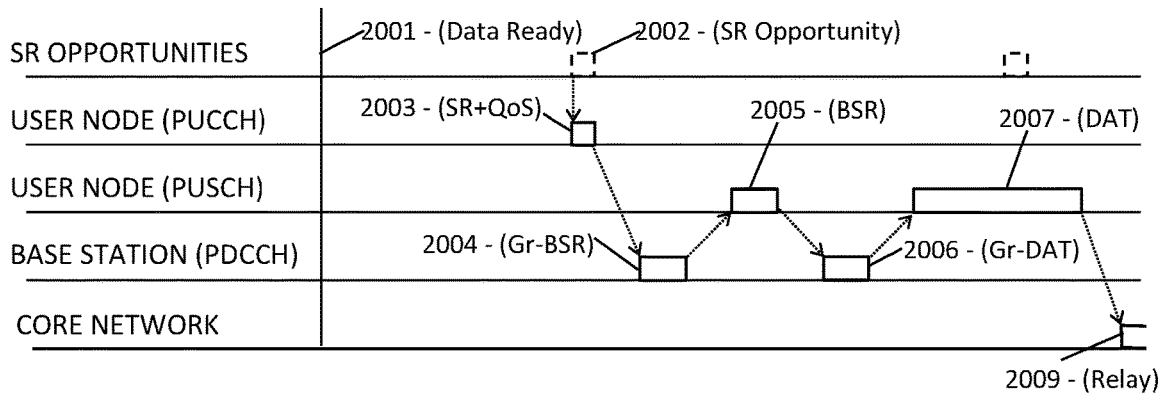 2001 - (Data Ready)
2002 - (SR Opportunity)
SR OPPORTUNITIES
2003 - (SR+QoS)
2005 - (BSR)
2007 - (DAT)
USER NODE (PUCCH)
USER NODE (PUSCH)
2004 - (Gr-BSR)
2006 - (Gr-DAT)
BASE STATION (PDCCH)
CORE NETWORK
2009 - (Relay)